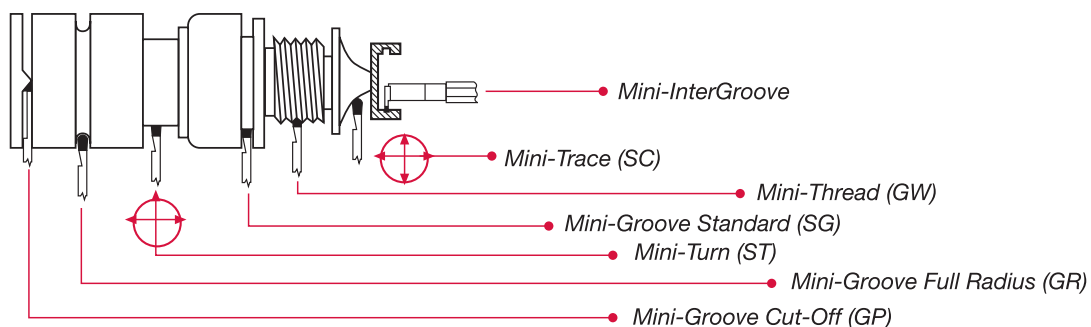 Mini-InterGroove
Mini-Trace (SC)
Mini-Thread (GW)
Mini-Groove Standard (SG)
Mini-Turn (ST)
Mini-Groove Full Radius (GR)
Mini-Groove Cut-Off (GP)